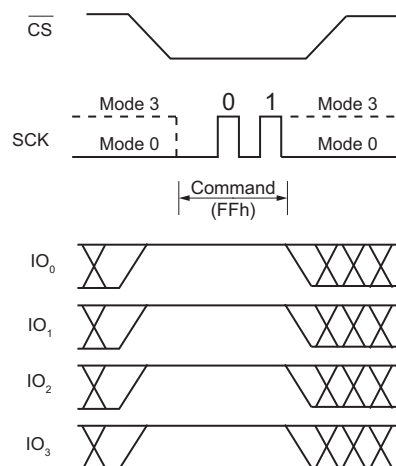 CS
0 1
Mode 3 Mode 3
SCK
Mode 0 Mode 0
Command
(FFh)
IO₀
IO₁
IO₂
IO₃